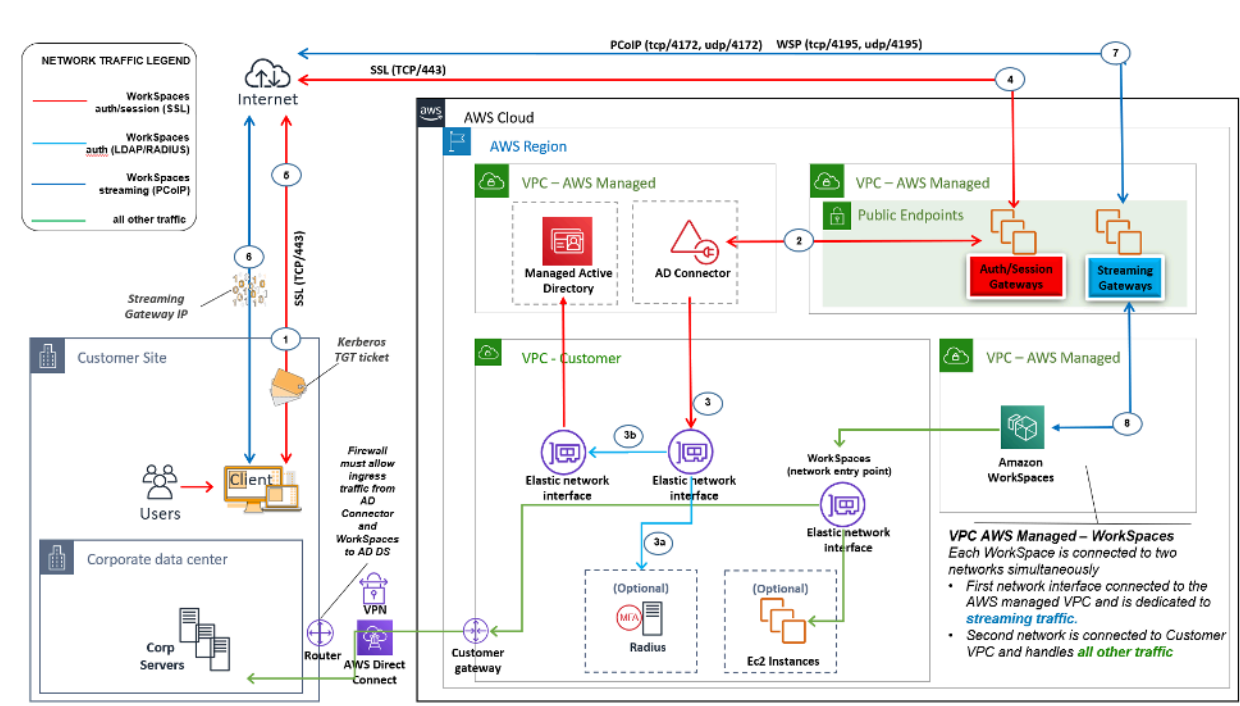 PCoIP (tcp/4172, udp/4172) WSP (tcp/4195, udp/4195)
7
NETWORK TRAFFIC LEGEND
WorkSpaces
auth/session (SSL)
WorkSpaces
auth (LDAP/RADIUS)
WorkSpaces
streaming (PCoIP)
all other traffic
Internet
SSL (TCP/443)
4
5
6
SSL (TCP/443)
Streaming
Gateway IP
1
Kerberos
TGT ticket
aws
AWS Cloud
AWS Region
VPC – AWS Managed
Managed Active
Directory
AD Connector
2
VPC – AWS Managed
Public Endpoints
Auth/Session
Gateways
Streaming
Gateways
Customer Site
Users
Client
Firewall
must allow
ingress
traffic from
AD
Connector
and
WorkSpaces
to AD DS
Corporate data center
Corp
Servers
VPN
Router
AWS Direct
Connect
Customer
gateway
VPC - Customer
3
3b
Elastic network
interface
Elastic network
interface
3a
WorkSpaces
(network entry point)
Elastic network
interface
(Optional)
MFA
Radius
(Optional)
Ec2 Instances
VPC – AWS Managed
8
Amazon
WorkSpaces
VPC AWS Managed – WorkSpaces
Each WorkSpace is connected to two
networks simultaneously
• First network interface connected to the
AWS managed VPC and is dedicated to
streaming traffic.
• Second network is connected to Customer
VPC and handles all other traffic